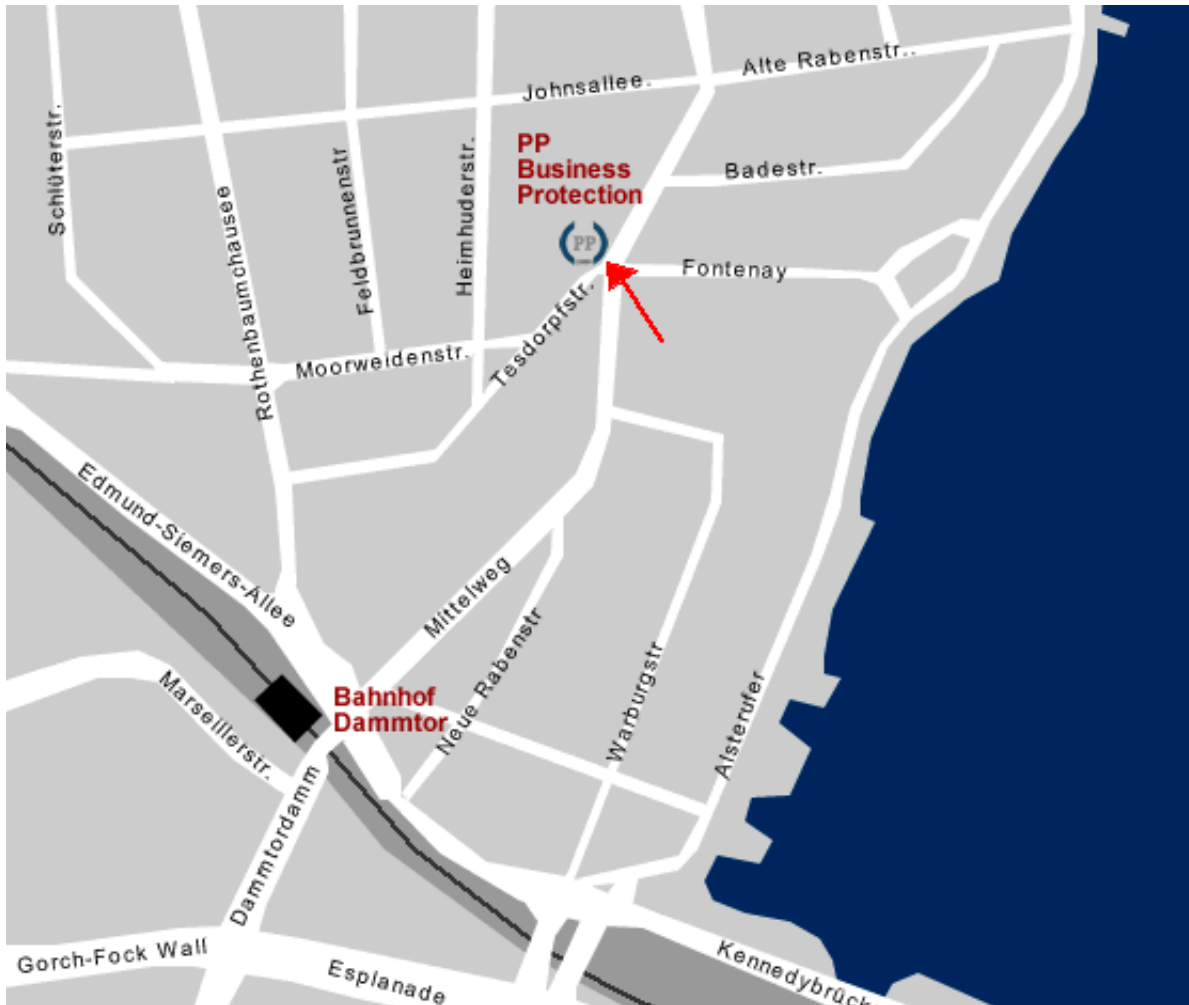 Alte Rabenstr..
Johnsallee.
Schlüterstr.
PP
Business
Protection
Badestr.
Feldbrunnenstr
Heimhuderstr.
Rothenbaumchausee
PP
Fontenay
Tesdorpfstr.
Moorweidenstr.
Edmund-Siemers-Allee
Mittelweg
Neue Rabenstr
Warburgstr
Alsterufer
Marseillerstr.
Bahnhof
Dammtor
Dammtordamm
Gorch-Fock Wall
Esplanade
Kennedybrück